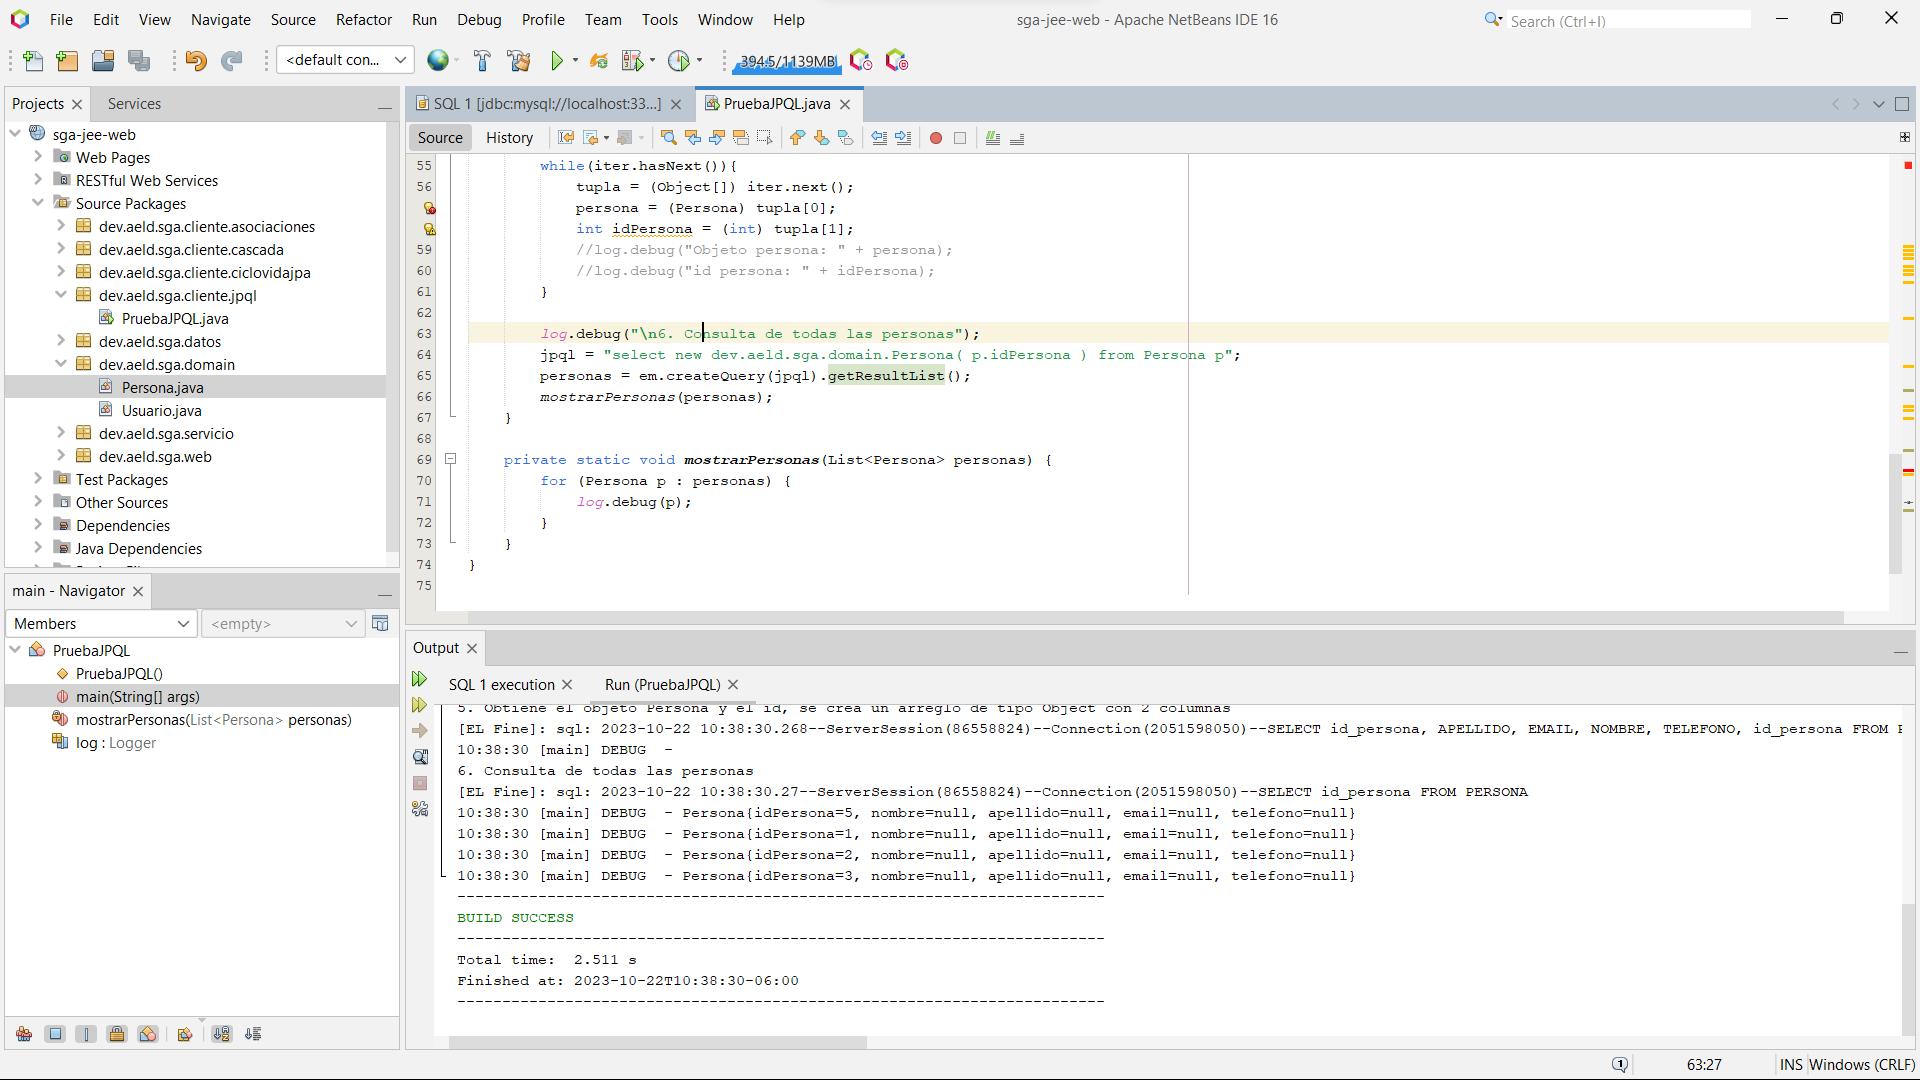 File Edit View Navigate Source Refactor Run Debug Profile Team Tools Window Help
sga-jee-web - Apache NetBeans IDE 16
Search (Ctrl+I)
<default con...
394.5/1139MB
Projects
Services
sga-jee-web
Web Pages
RESTful Web Services
Source Packages
dev.aeld.sga.cliente.asociaciones
dev.aeld.sga.cliente.cascada
dev.aeld.sga.cliente.ciclovidajpa
dev.aeld.sga.cliente.jpql
PruebaJPQL.java
dev.aeld.sga.datos
dev.aeld.sga.domain
Persona.java
Usuario.java
dev.aeld.sga.servicio
dev.aeld.sga.web
Test Packages
Other Sources
Dependencies
Java Dependencies
main - Navigator
Members
<empty>
PruebaJPQL
PruebaJPQL()
main(String[] args)
mostrarPersonas(List<Persona> personas)
log : Logger
SQL 1 [jdbc:mysql://localhost:33...]
PruebaJPQL.java
Source History
55 while(iter.hasNext()){
56 tupla = (Object[]) iter.next();
persona = (Persona) tupla[0];
int idPersona = (int) tupla[1];
59 //log.debug("Objeto persona: " + persona);
60 //log.debug("id persona: " + idPersona);
61 }
62
63 log.debug("\n6. Consulta de todas las personas");
64 jpql = "select new dev.aeld.sga.domain.Persona( p.idPersona ) from Persona p";
65 personas = em.createQuery(jpql).getResultList();
66 mostrarPersonas(personas);
67 }
68
69 private static void mostrarPersonas(List<Persona> personas) {
70 for (Persona p : personas) {
71 log.debug(p);
72 }
73 }
74 }
75
Output
SQL 1 execution
Run (PruebaJPQL)
5. Obtiene el objeto Persona y el id, se crea un arreglo de tipo Object con 2 columnas
[EL Fine]: sql: 2023-10-22 10:38:30.268--ServerSession(86558824)--Connection(2051598050)--SELECT id_persona, APELLIDO, EMAIL, NOMBRE, TELEFONO, id_persona FROM
10:38:30 [main] DEBUG -
6. Consulta de todas las personas
[EL Fine]: sql: 2023-10-22 10:38:30.27--ServerSession(86558824)--Connection(2051598050)--SELECT id_persona FROM PERSONA
10:38:30 [main] DEBUG - Persona{idPersona=5, nombre=null, apellido=null, email=null, telefono=null}
10:38:30 [main] DEBUG - Persona{idPersona=1, nombre=null, apellido=null, email=null, telefono=null}
10:38:30 [main] DEBUG - Persona{idPersona=2, nombre=null, apellido=null, email=null, telefono=null}
10:38:30 [main] DEBUG - Persona{idPersona=3, nombre=null, apellido=null, email=null, telefono=null}
------------------------------------------------------------------------
BUILD SUCCESS
------------------------------------------------------------------------
Total time: 2.511 s
Finished at: 2023-10-22T10:38:30-06:00
------------------------------------------------------------------------
1
63:27
INS Windows (CRLF)